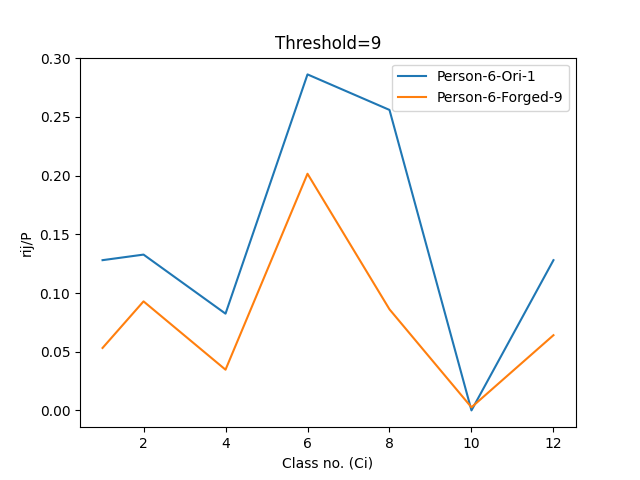 Threshold=9
Person-6-Ori-1
Person-6-Forged-9
rij/P
0.30
0.25
0.20
0.15
0.10
0.05
0.00
2 4 6 8 10 12
Class no. (Ci)